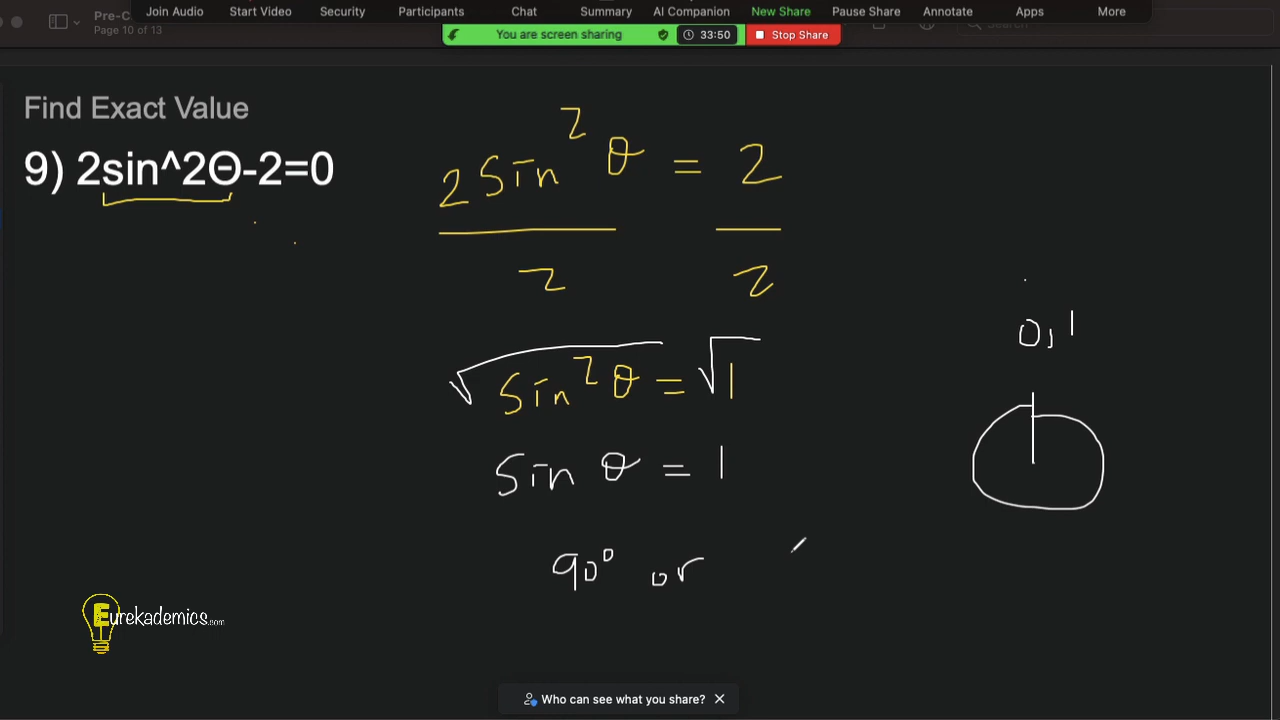 Join Audio Start Video Security Participants Chat Summary AI Companion New Share Pause Share Annotate Apps More
Pre-C
Page 10 of 13
You are screen sharing 33:50 Stop Share
Search
Find Exact Value
9) 2sin^2Θ-2=0
2 sin² θ = 2
2 2
√sin² θ = √1
sin θ = 1
90° or
0, 1
Eurekademics.com
Who can see what you share?